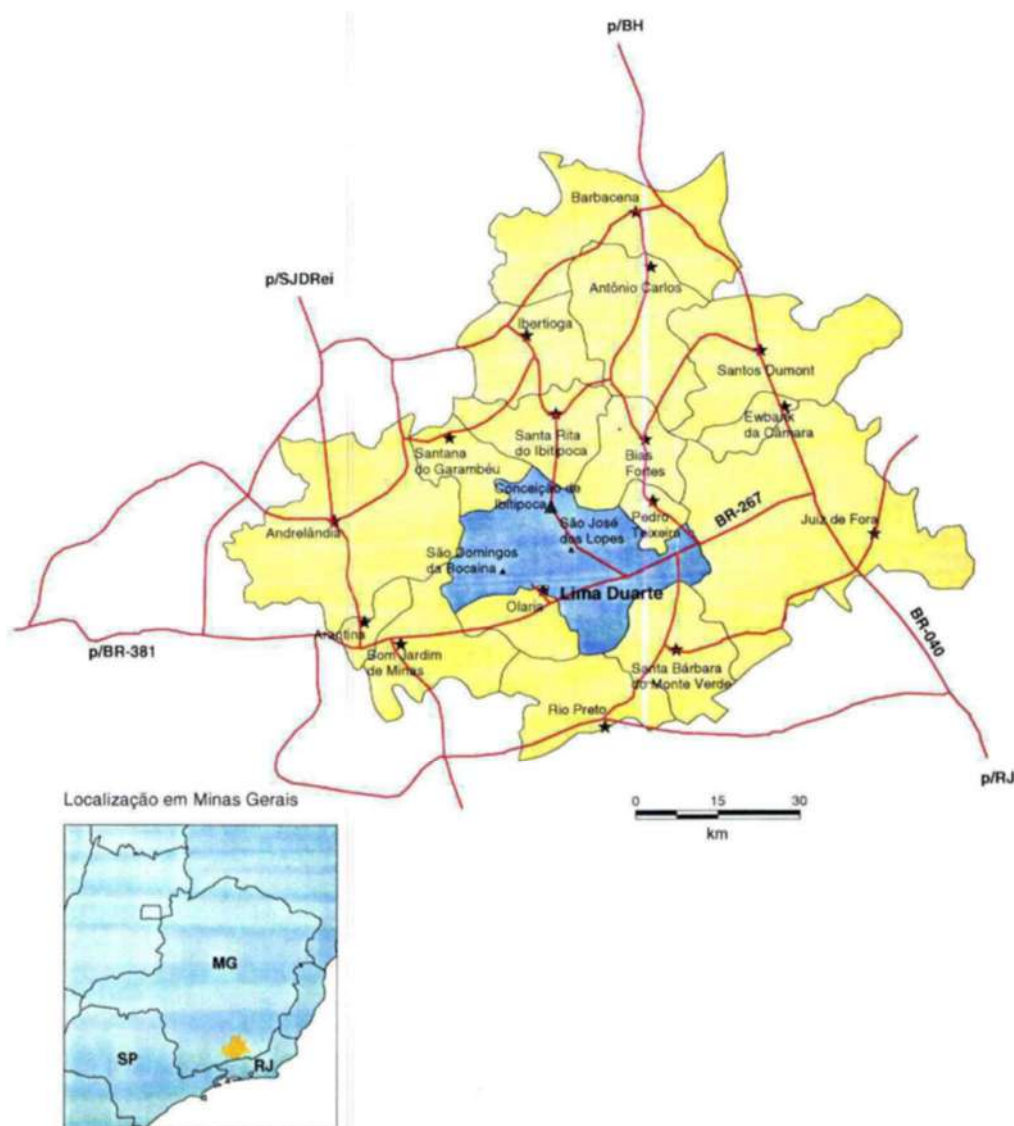 p/BH
Barbacena
p/SJDRei
Antônio Carlos
Ibertioga
Santos Dumont
Ewbank
da Câmara
Santa Rita
do Ibitipoca
Santana
do Garambéu
Bias
Fortes
Conceição de
Ibitipoca
BR-267
Pedro
Teixeira
Juiz de Fora
São José
dos Lopes
Andrelândia
São Domingos
da Bocaina
Lima Duarte
Olaria
BR-040
Arantina
p/BR-381
Bom Jardim
de Minas
Santa Bárbara
do Monte Verde
Rio Preto
p/RJ
Localização em Minas Gerais
0 15 30
km
MG
SP
RJ